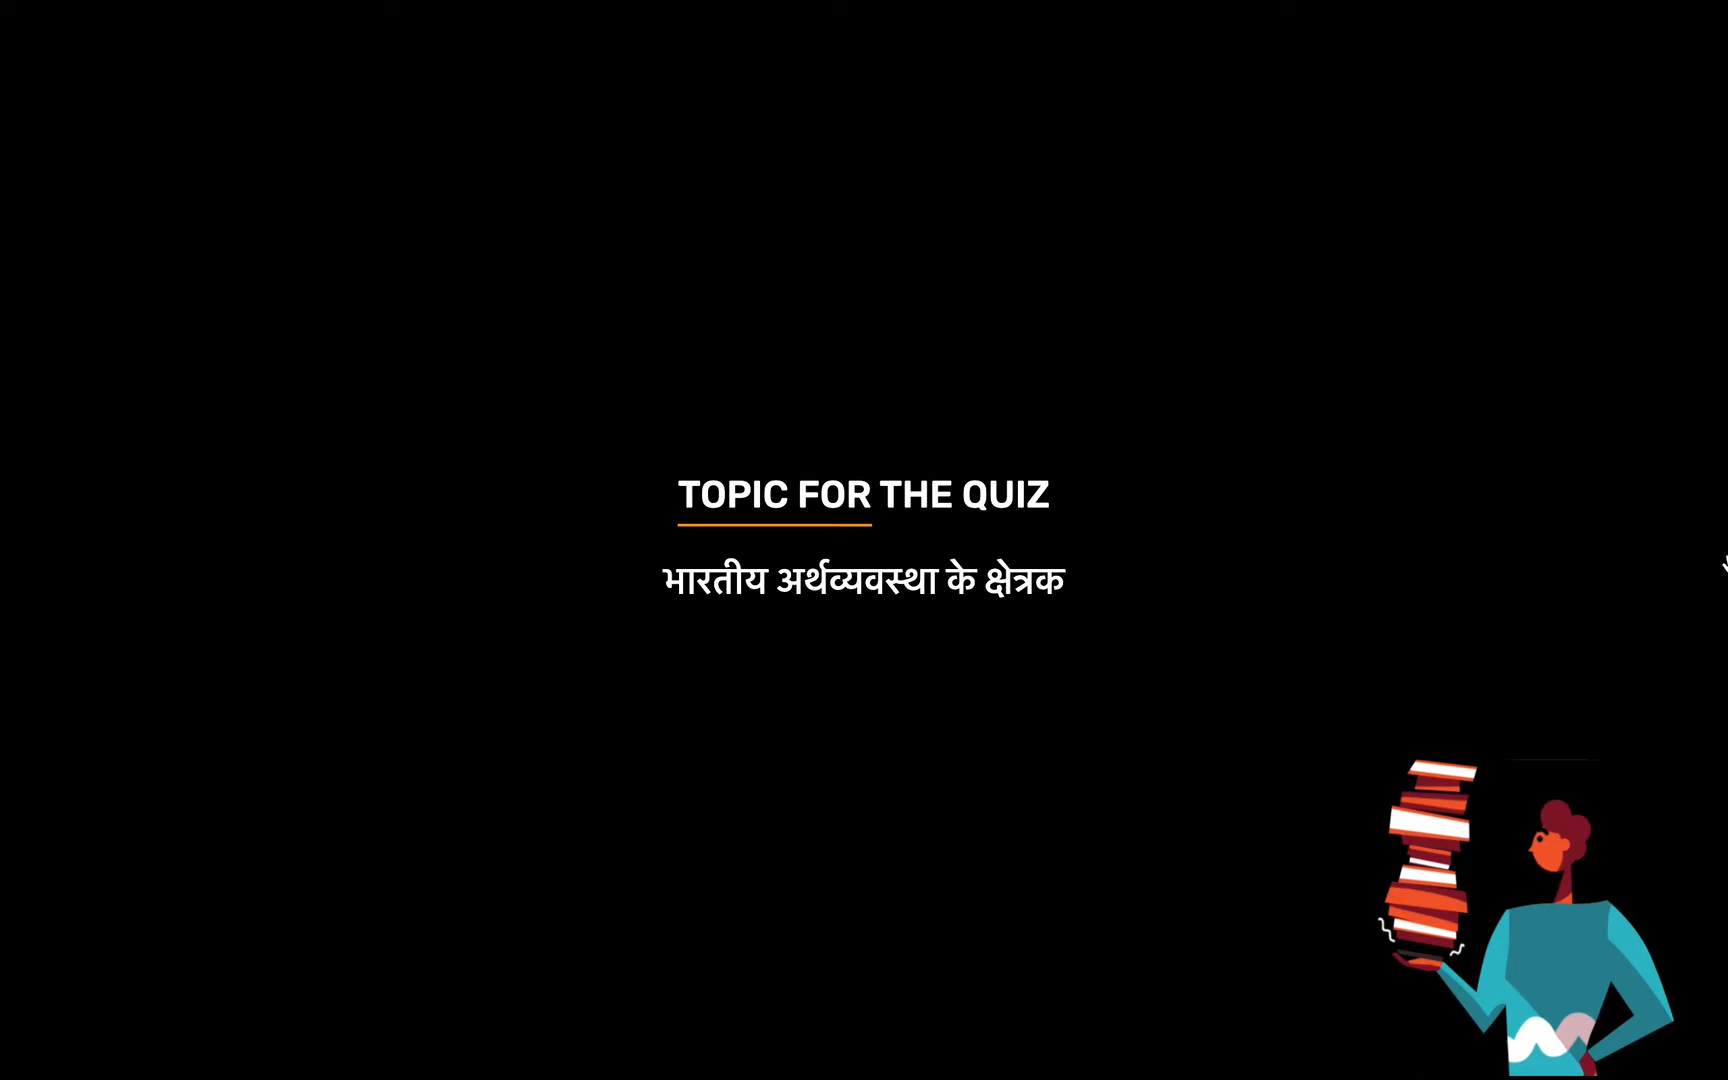 TOPIC FOR THE QUIZ
भारतीय अर्थव्यवस्था के क्षेत्रक